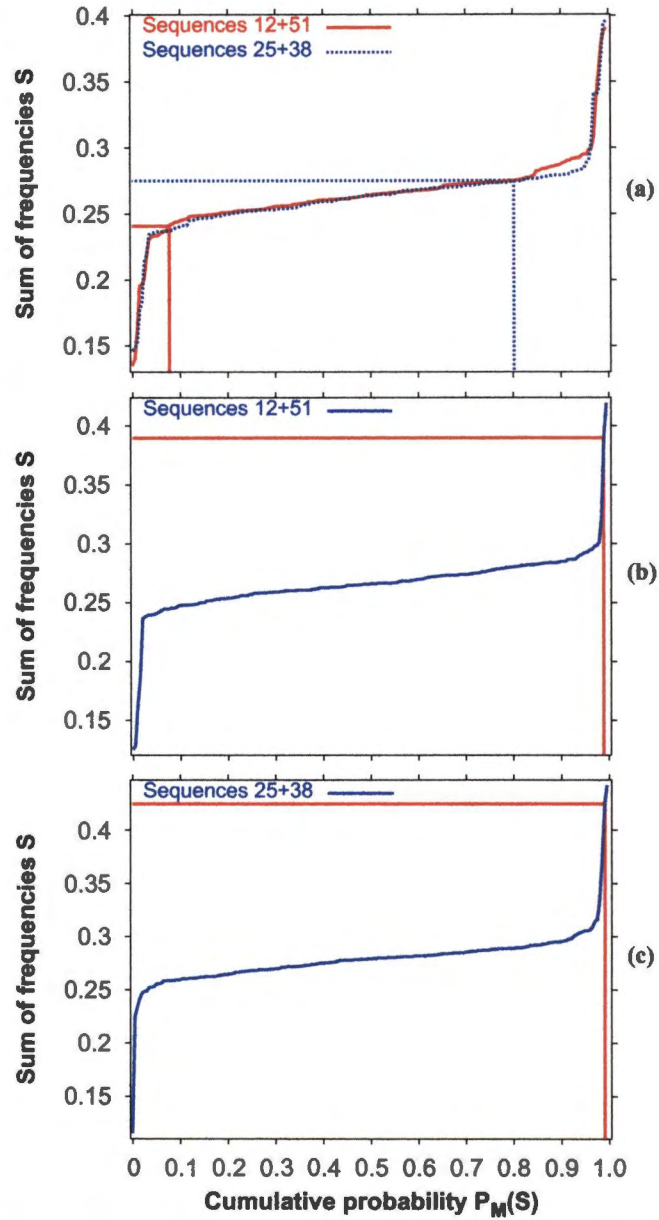 Sequences 12+51
Sequences 25+38
0.4
0.3
0.25
0.2
0.15
Sum of frequencies S
(a)
Sequences 12+51
0.4
0.35
0.3
0.25
0.2
0.15
Sum of frequencies S
(b)
Sequences 25+38
0.4
0.35
0.3
0.25
0.2
0.15
Sum of frequencies S
(c)
0 0.1 0.2 0.3 0.4 0.5 0.6 0.7 0.8 0.9 1.0
Cumulative probability PM(S)